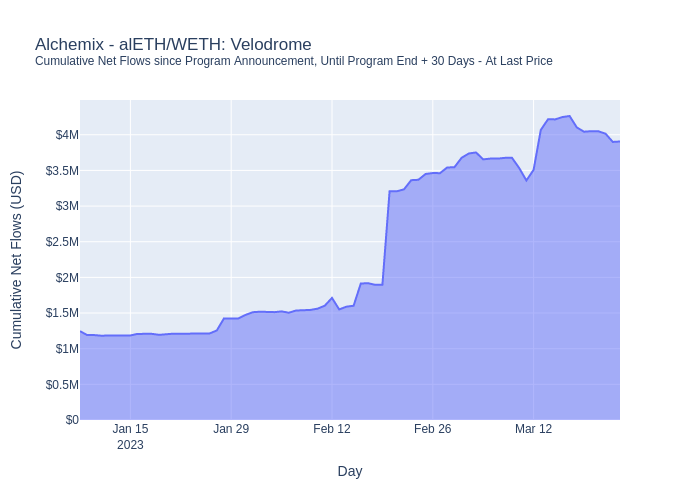 Alchemix - alETH/WETH: Velodrome
Cumulative Net Flows since Program Announcement, Until Program End + 30 Days - At Last Price
Cumulative Net Flows (USD)
$4M
$3.5M
$3M
$2.5M
$2M
$1.5M
$1M
$0.5M
$0
Jan 15
2023
Jan 29
Feb 12
Feb 26
Mar 12
Day